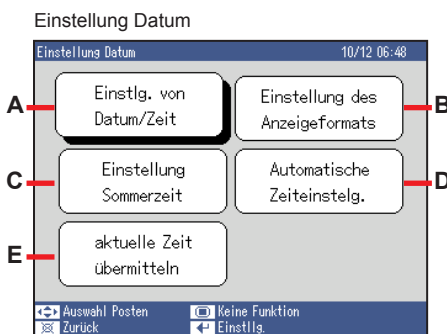 Einstellung Datum
Einstellung Datum 10/12 06:48
A
Einstlg. von
Datum/Zeit
Einstellung des
Anzeigeformats
B
C
Einstellung
Sommerzeit
Automatische
Zeiteinstelg.
D
E
aktuelle Zeit
übermitteln
Auswahl Posten Keine Funktion
Zurück Einstllg.